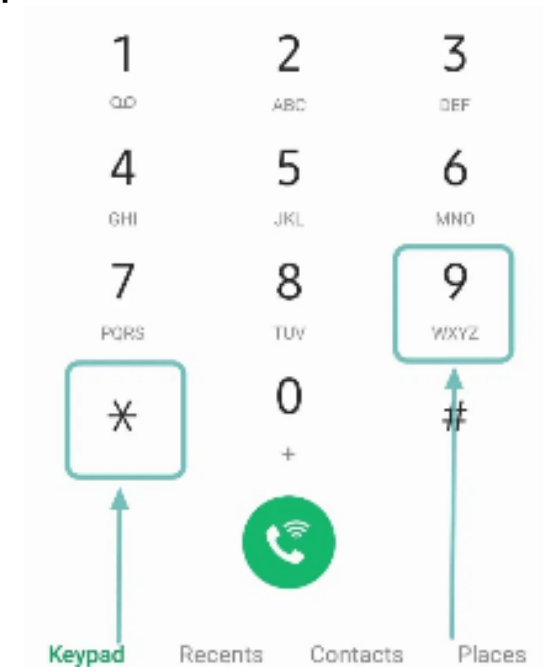 1 2 3
ABC DEF
4 5 6
GHI JKL MNO
7 8 9
PQRS TUV WXYZ
* 0 #
+
Keypad Recents Contacts Places